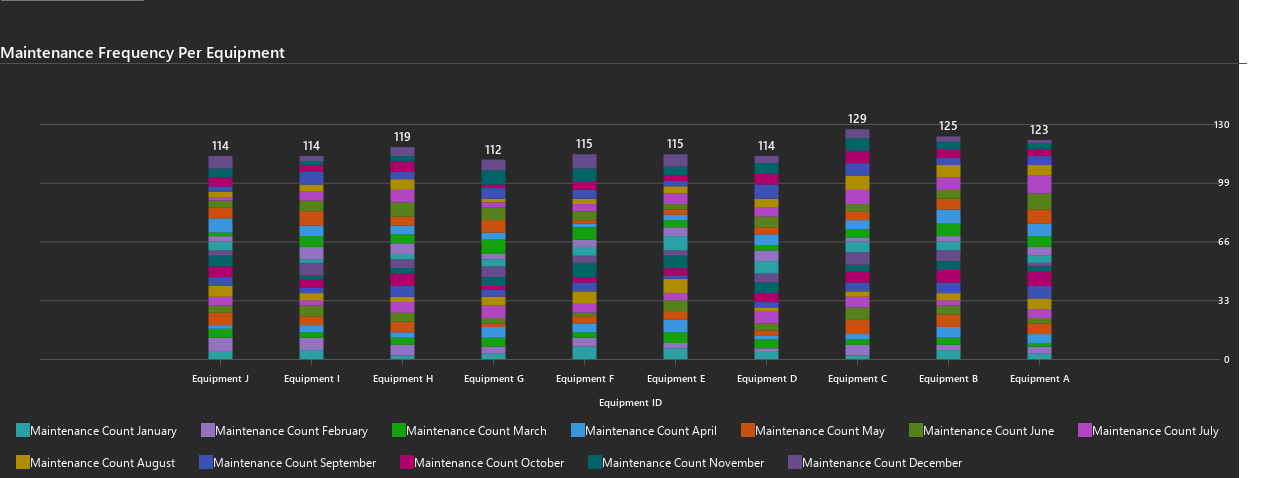 Maintenance Frequency Per Equipment
129
125
123
119
114
114
112
115
115
114
130
99
66
33
0
Equipment J
Equipment I
Equipment H
Equipment G
Equipment F
Equipment E
Equipment D
Equipment C
Equipment B
Equipment A
Equipment ID
Maintenance Count January
Maintenance Count February
Maintenance Count March
Maintenance Count April
Maintenance Count May
Maintenance Count June
Maintenance Count July
Maintenance Count August
Maintenance Count September
Maintenance Count October
Maintenance Count November
Maintenance Count December